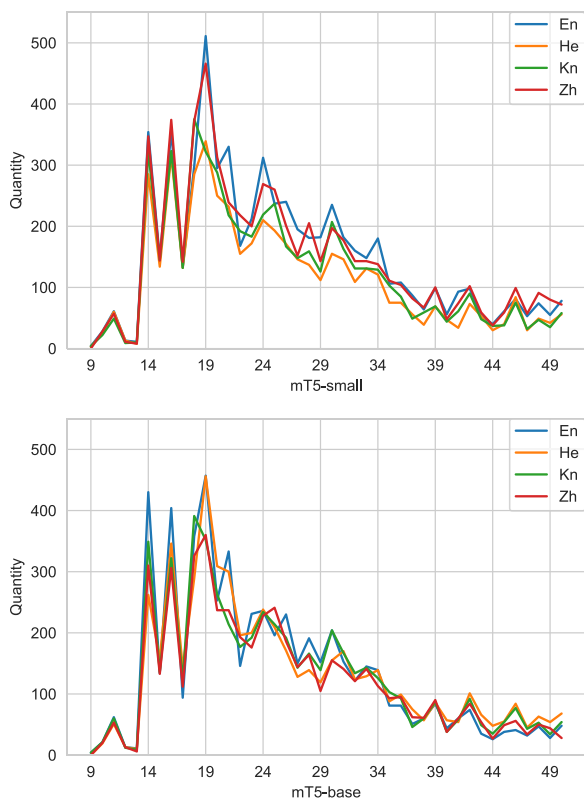 500
400
300
200
100
0
Quantity
En
He
Kn
Zh
9 14 19 24 29 34 39 44 49
mT5-small
500
400
300
200
100
0
Quantity
En
He
Kn
Zh
9 14 19 24 29 34 39 44 49
mT5-base